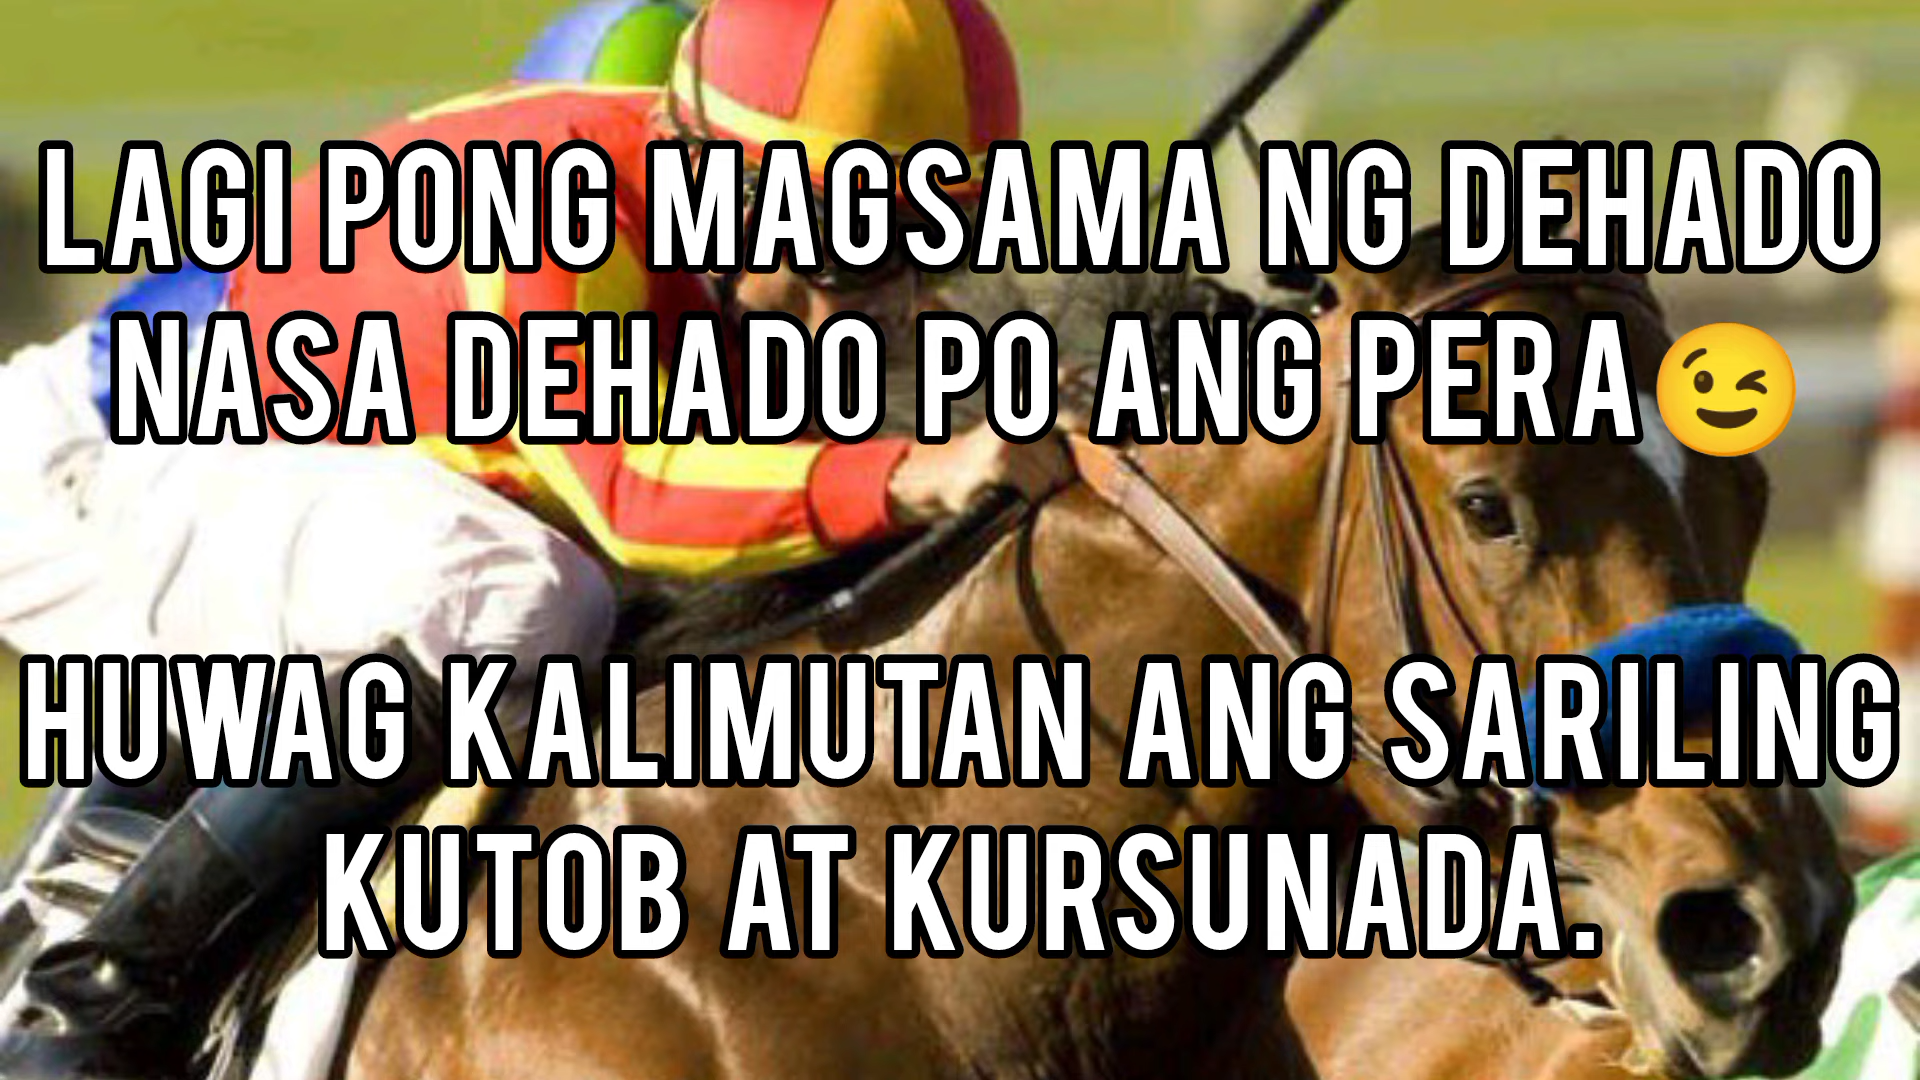 LAGI PONG MAGSAMA NG DEHADO
NASA DEHADO PO ANG PERA😉
HUWAG KALIMUTAN ANG SARILING
KUTOB AT KURSUNADA.